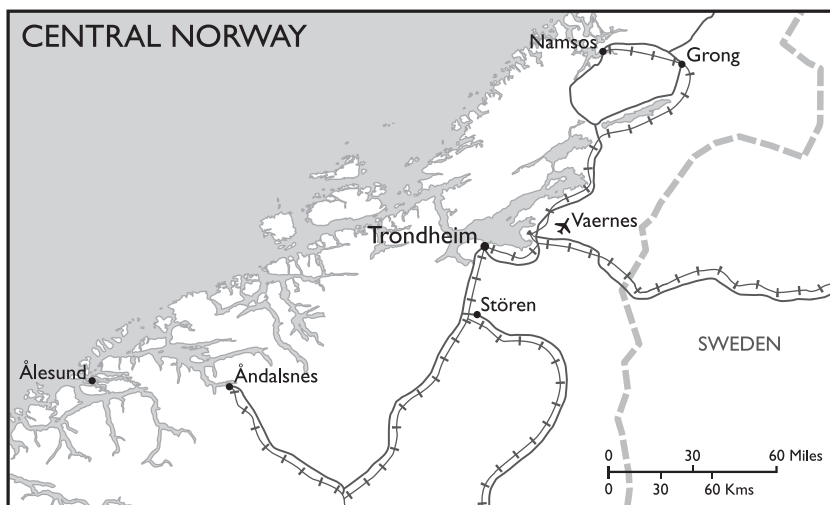 CENTRAL NORWAY
Namsos
Grong
Vaernes
Trondheim
Stören
SWEDEN
Ålesund
Åndalsnes
0 30 60 Miles
0 30 60 Kms